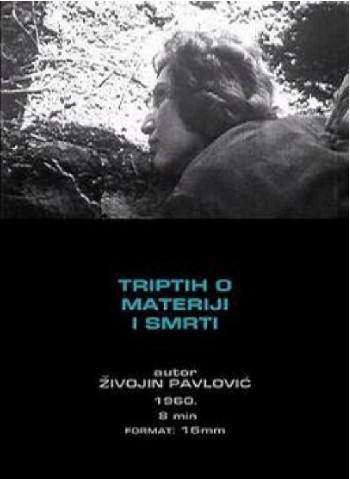 TRIPTIH O
MATERIJI
I SMRTI
autor
ŽIVOJIN PAVLOVIĆ
1960.
8 min
FORMAT: 16mm